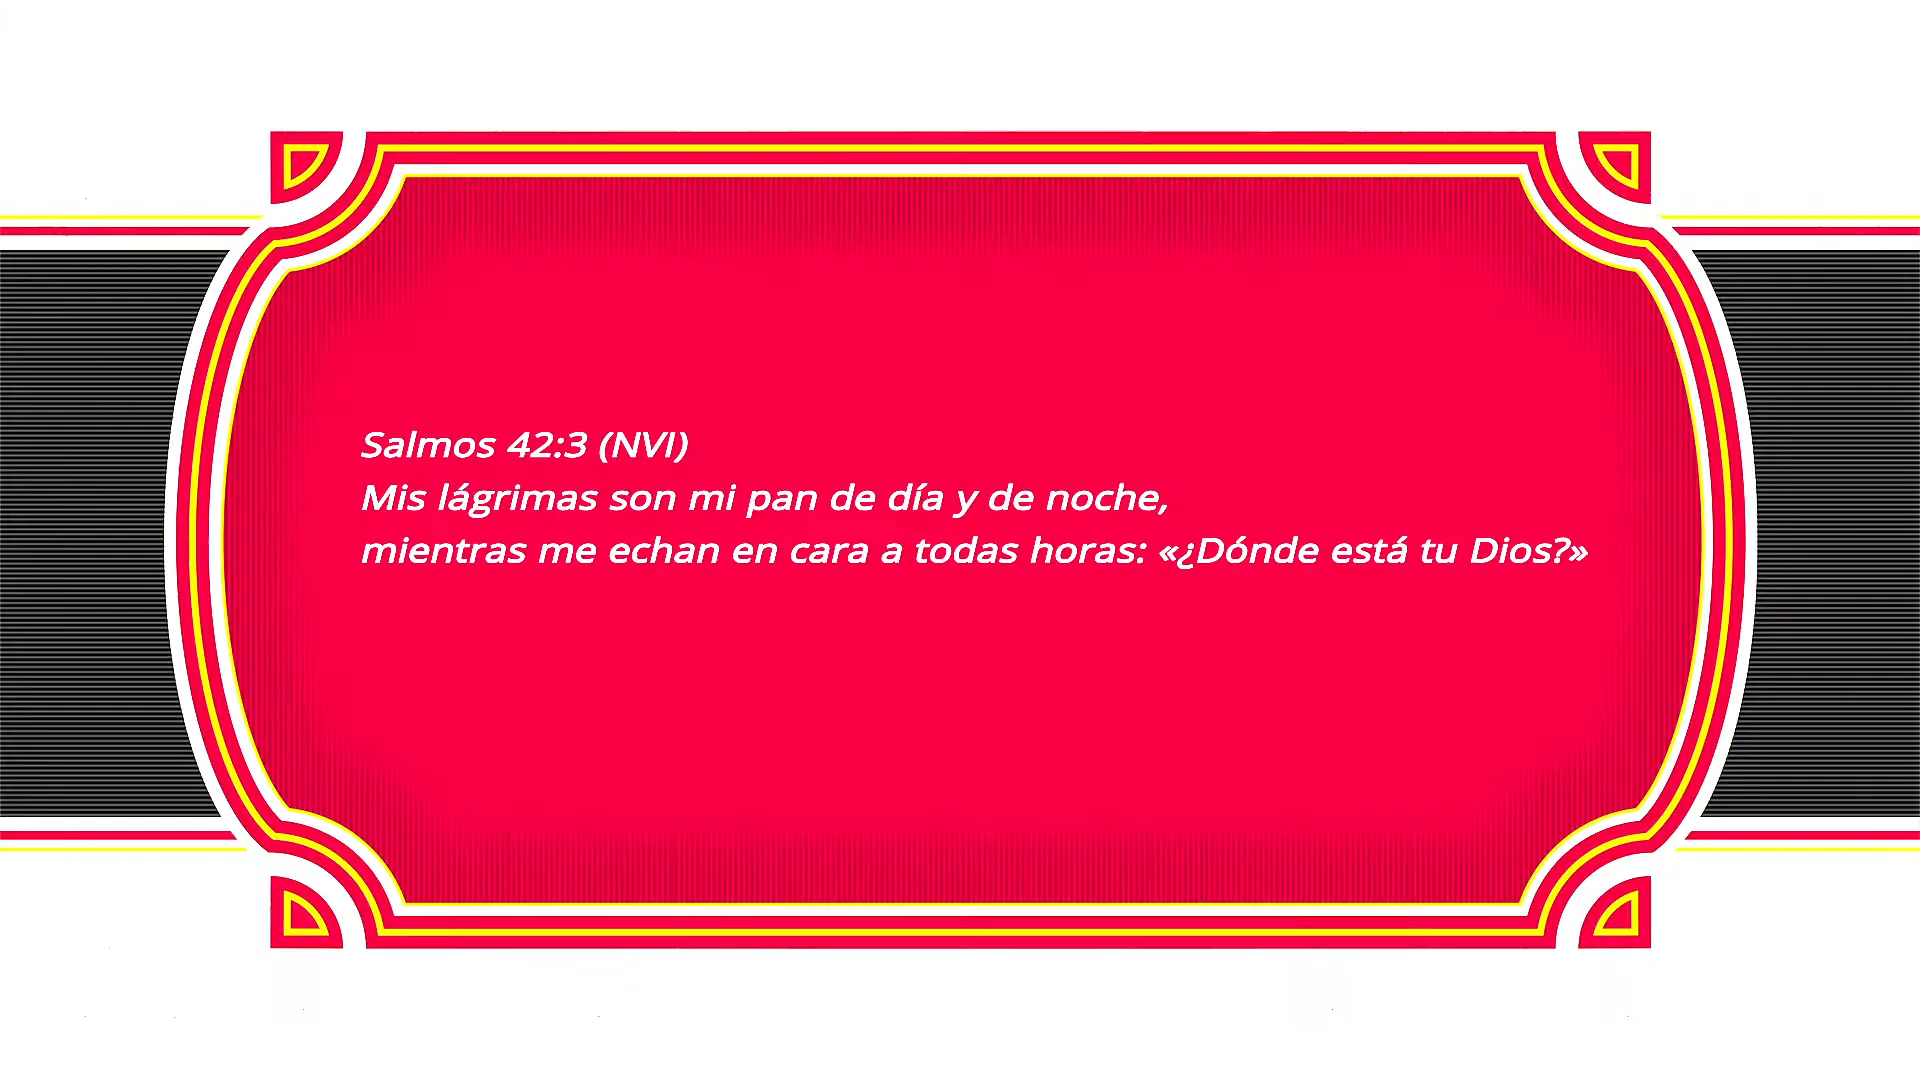 Salmos 42:3 (NVI)
Mis lágrimas son mi pan de día y de noche,
mientras me echan en cara a todas horas: «¿Dónde está tu Dios?»